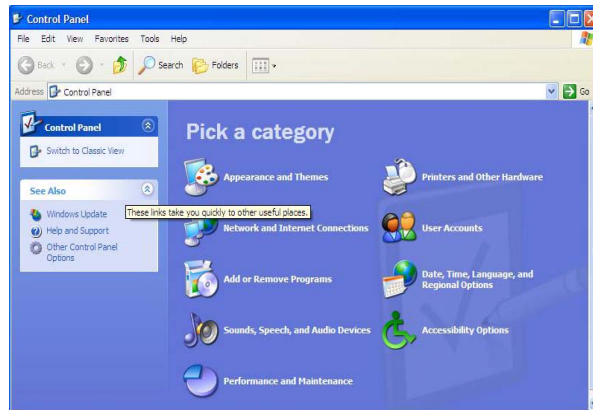 Control Panel
File Edit View Favorites Tools Help
Back Search Folders
Address Control Panel Go
Control Panel
Switch to Classic View
See Also
Windows Update
Help and Support
Other Control Panel
Options
These links take you quickly to other useful places.
Pick a category
Appearance and Themes
Printers and Other Hardware
Network and Internet Connections
User Accounts
Add or Remove Programs
Date, Time, Language, and
Regional Options
Sounds, Speech, and Audio Devices
Accessibility Options
Performance and Maintenance